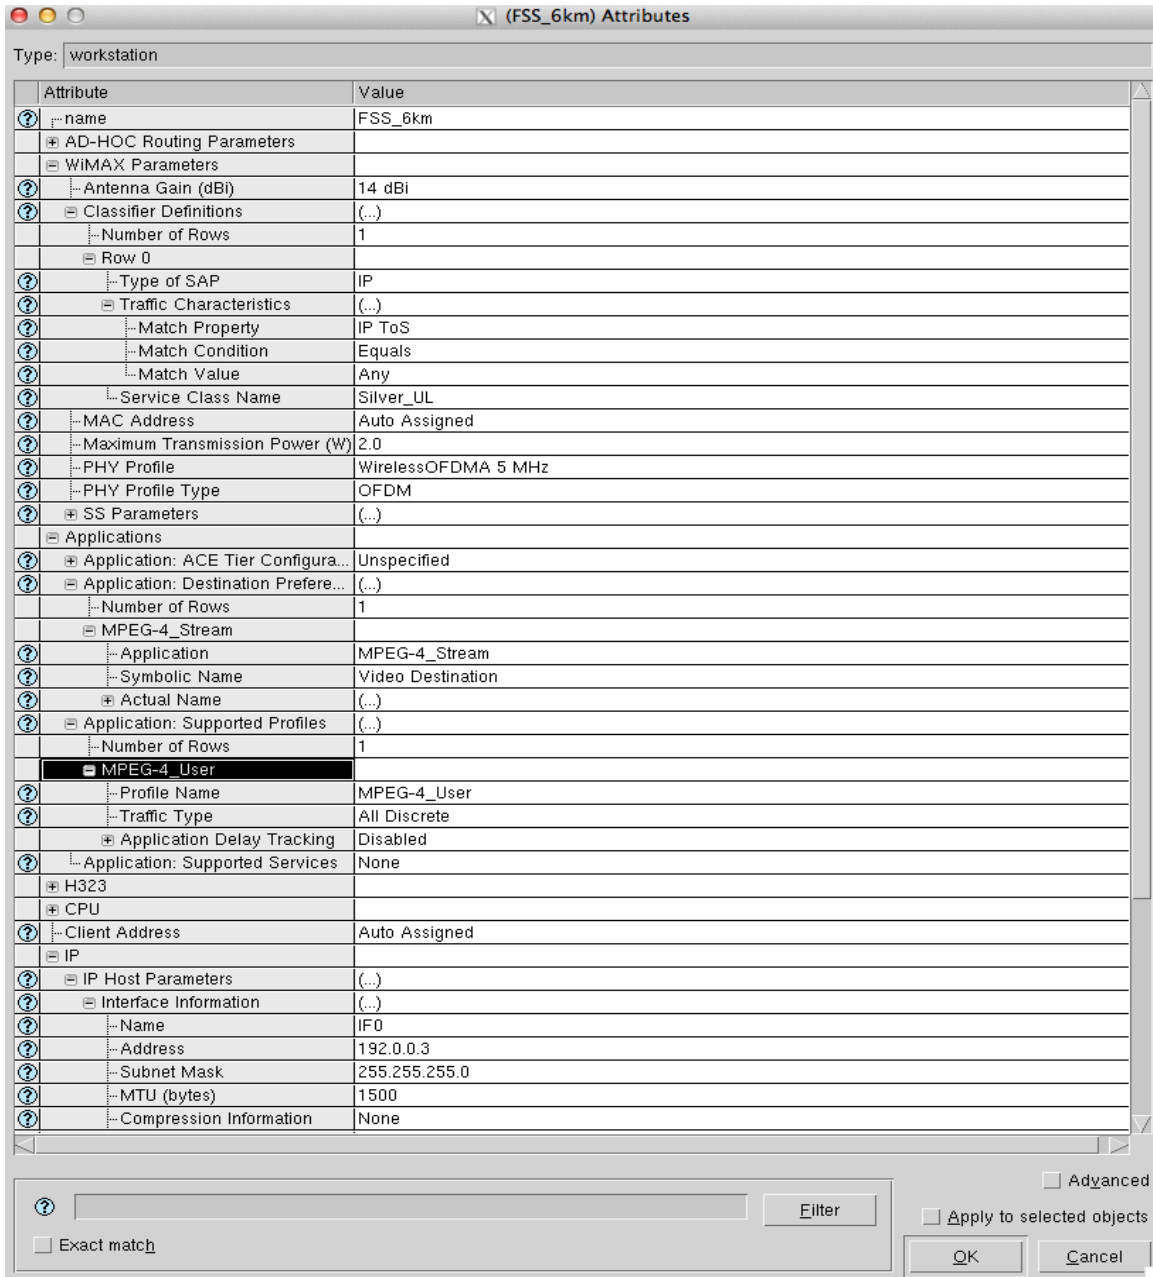 X (FSS_6km) Attributes
Type: workstation
Attribute Value
? name FSS_6km
AD-HOC Routing Parameters
WiMAX Parameters
? Antenna Gain (dBi) 14 dBi
? Classifier Definitions (...)
Number of Rows 1
Row 0
? Type of SAP IP
? Traffic Characteristics (...)
? Match Property IP ToS
? Match Condition Equals
? Match Value Any
? Service Class Name Silver_UL
? MAC Address Auto Assigned
? Maximum Transmission Power (W) 2.0
? PHY Profile WirelessOFDMA 5 MHz
? PHY Profile Type OFDM
? SS Parameters (...)
Applications
? Application: ACE Tier Configura... Unspecified
? Application: Destination Prefere... (...)
Number of Rows 1
MPEG-4_Stream
? Application MPEG-4_Stream
? Symbolic Name Video Destination
? Actual Name (...)
? Application: Supported Profiles (...)
Number of Rows 1
MPEG-4_User
? Profile Name MPEG-4_User
? Traffic Type All Discrete
Application Delay Tracking Disabled
? Application: Supported Services None
H323
CPU
? Client Address Auto Assigned
IP
? IP Host Parameters (...)
? Interface Information (...)
? Name IF0
? Address 192.0.0.3
? Subnet Mask 255.255.255.0
? MTU (bytes) 1500
? Compression Information None
Advanced
? Filter
Apply to selected objects
Exact match
OK Cancel